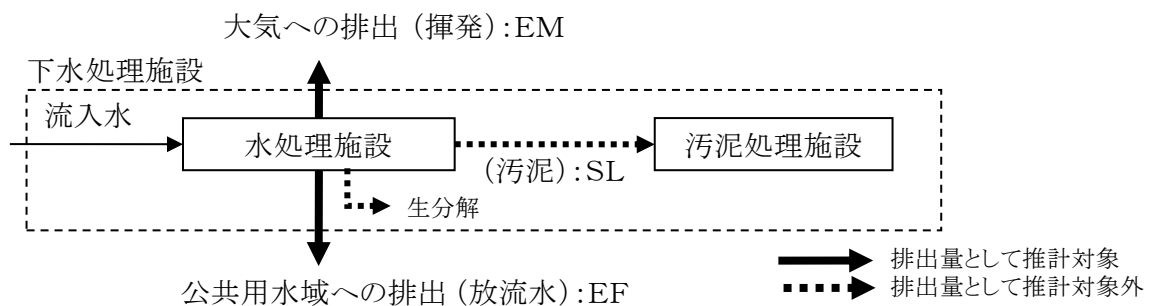 大気への排出（揮発）:EM
下水処理施設
流入水
水処理施設
汚泥処理施設
（汚泥）:SL
生分解
排出量として推計対象
公共用水域への排出（放流水）:EF
排出量として推計対象外